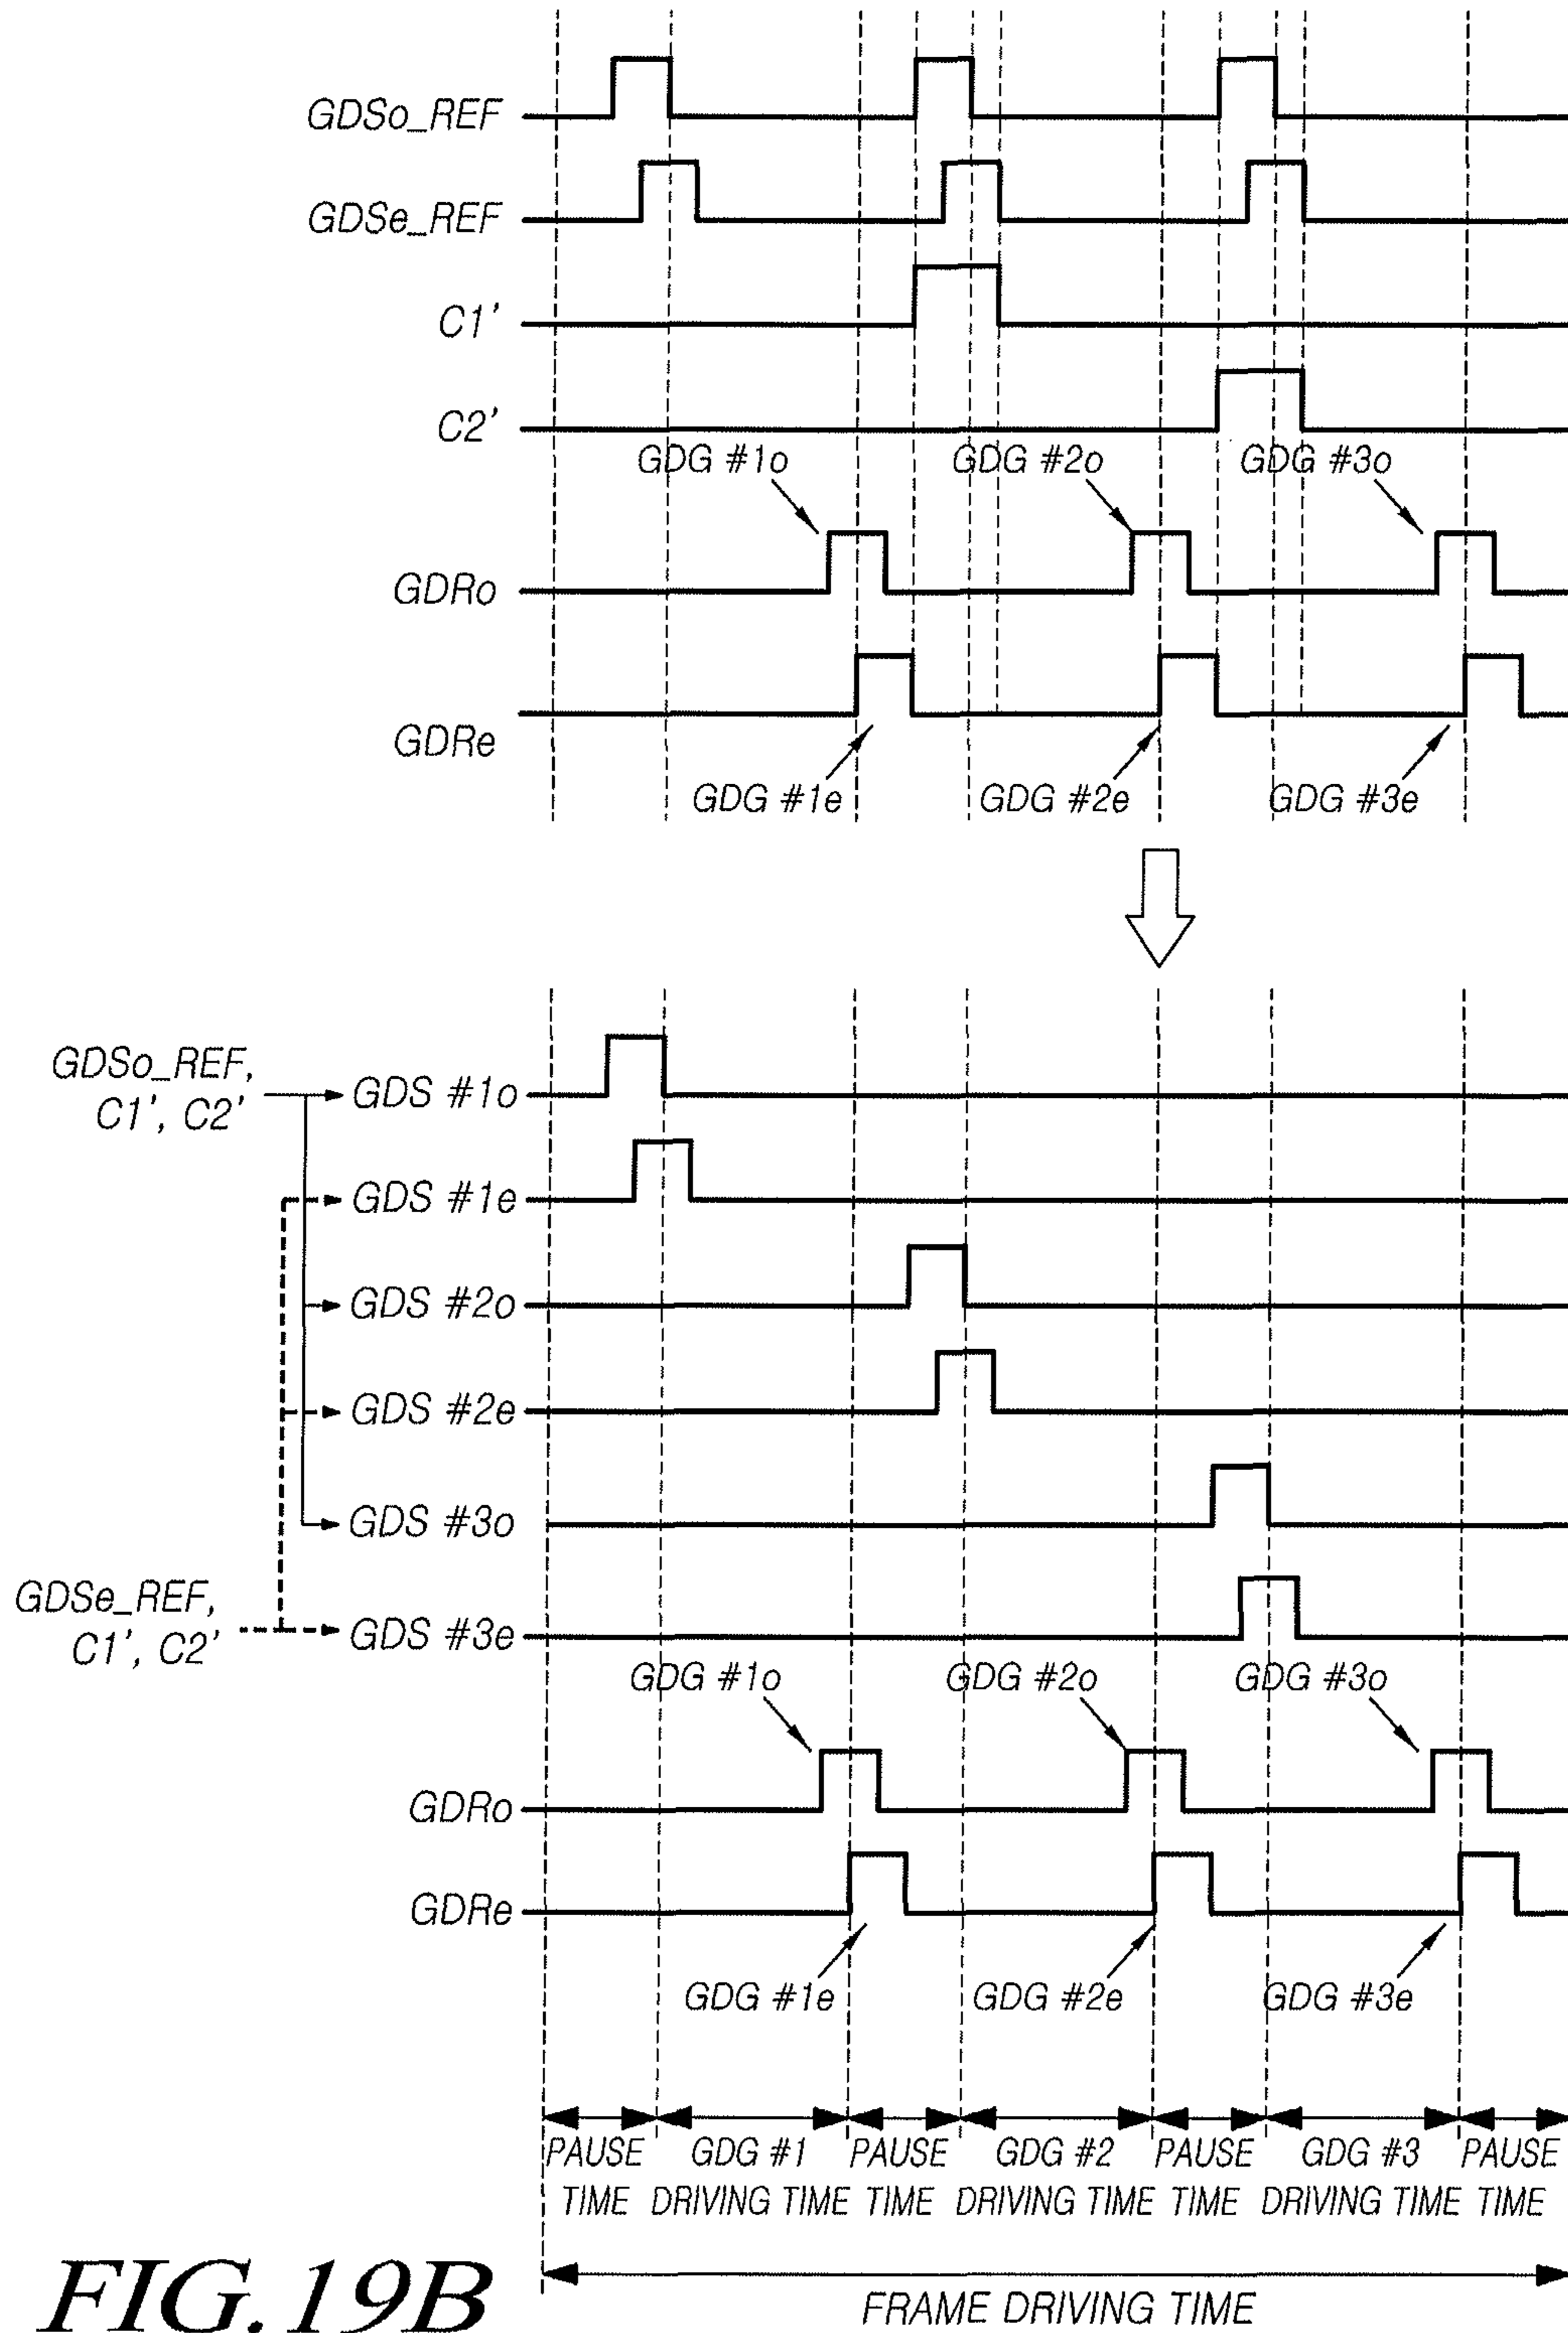 GDSo_REF
GDSe_REF
C1'
C2'
GDG #1o GDG #2o GDG #3o
GDRo
GDRe
GDG #1e GDG #2e GDG #3e
GDSo_REF,
C1', C2'
GDS #1o
GDS #1e
GDS #2o
GDS #2e
GDS #3o
GDSe_REF,
C1', C2'
GDS #3e
GDG #1o GDG #2o GDG #3o
GDRo
GDRe
GDG #1e GDG #2e GDG #3e
PAUSE GDG #1 PAUSE GDG #2 PAUSE GDG #3 PAUSE
TIME DRIVING TIME TIME DRIVING TIME TIME DRIVING TIME TIME
FRAME DRIVING TIME
FIG. 19B